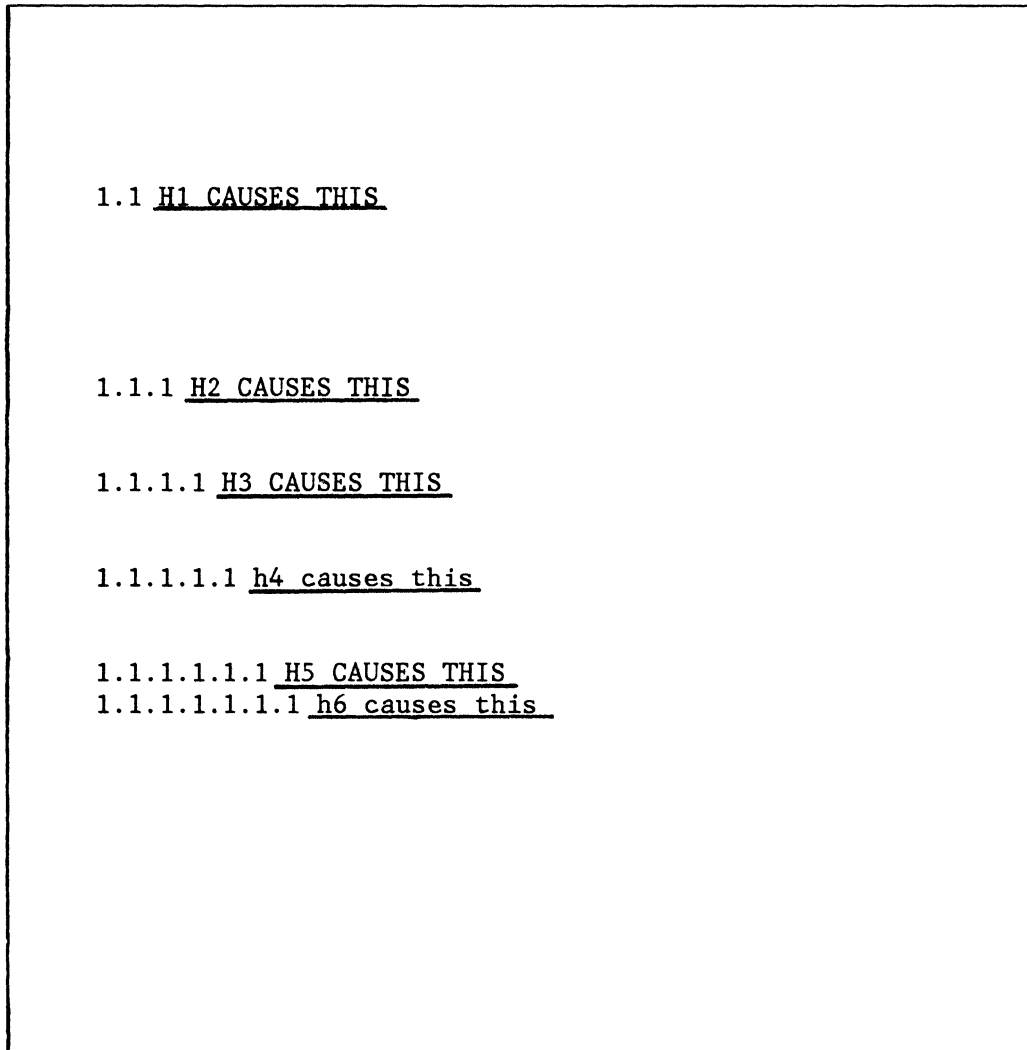 1.1 H1 CAUSES THIS
1.1.1 H2 CAUSES THIS
1.1.1.1 H3 CAUSES THIS
1.1.1.1.1 h4 causes this
1.1.1.1.1.1 H5 CAUSES THIS
1.1.1.1.1.1.1 h6 causes this